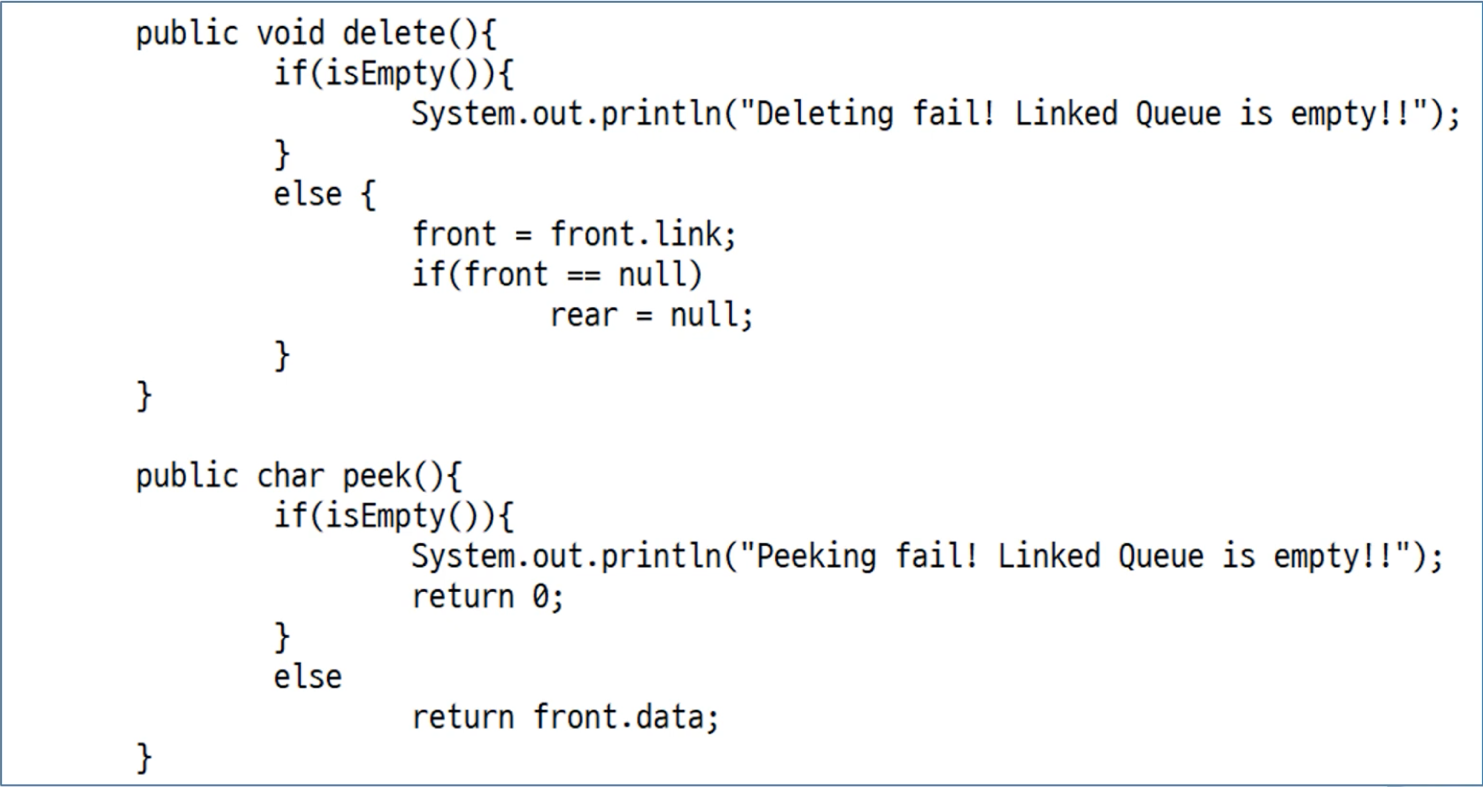 public void delete(){
if(isEmpty()){
System.out.println("Deleting fail! Linked Queue is empty!!");
}
else {
front = front.link;
if(front == null)
rear = null;
}
}
public char peek(){
if(isEmpty()){
System.out.println("Peeking fail! Linked Queue is empty!!");
return 0;
}
else
return front.data;
}